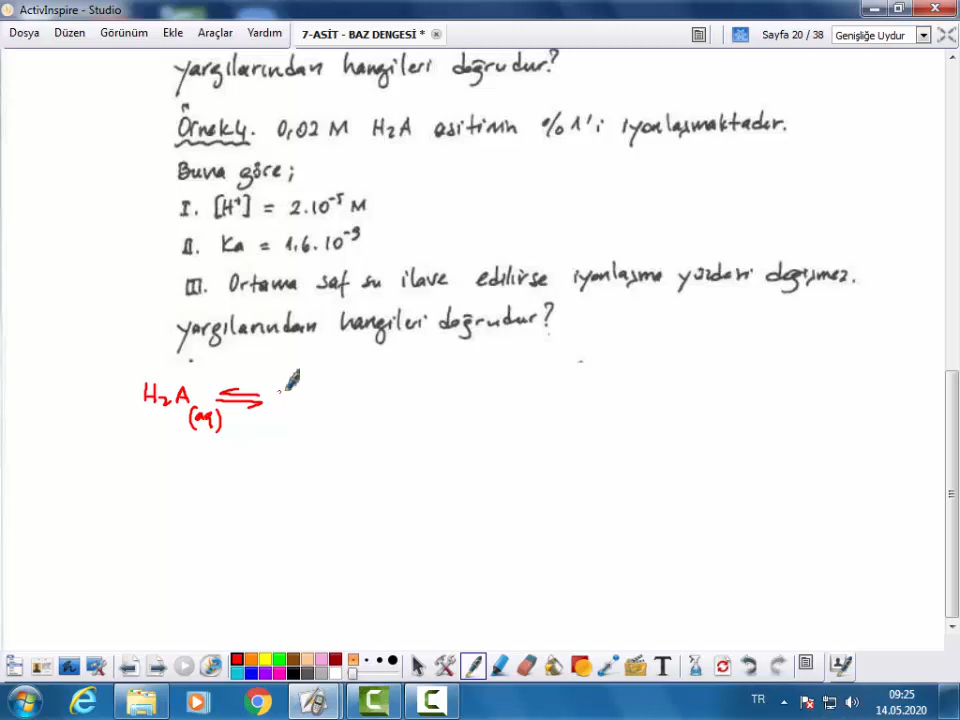 ActivInspire - Studio
Dosya Düzen Görünüm Ekle Araçlar Yardım 7-ASİT - BAZ DENGESİ * Sayfa 20 / 38 Genişliğe Uydur
yargılarından hangileri doğrudur?
Örnek4. 0,02 M H₂A asitinin %1'i iyonlaşmaktadır.
Buna göre;
I. [H⁺] = 2.10⁻⁵ M
II. Ka = 1,6.10⁻⁹
III. Ortama saf su ilave edilirse iyonlaşma yüzdesi değişmez.
yargılarından hangileri doğrudur?
H₂A (aq) ⇌
T
TR 09:25
14.05.2020